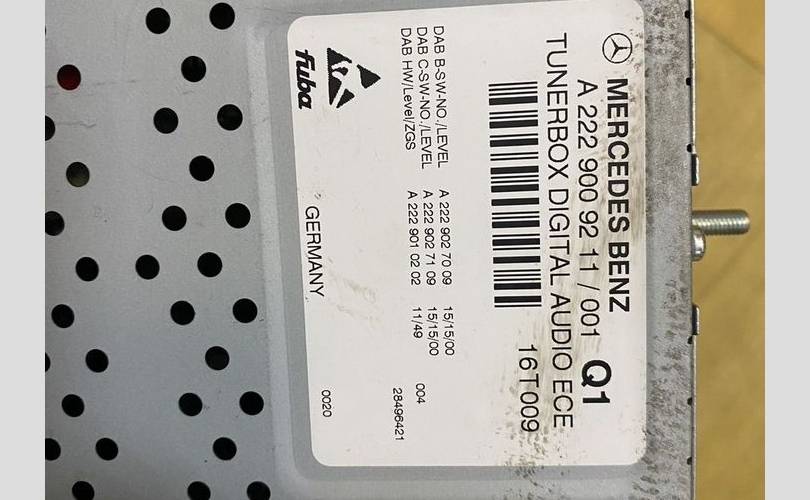 MERCEDES BENZ
A 222 900 92 11 / 001 Q1
TUNERBOX DIGITAL AUDIO ECE
16T009
DAB B-SW-NO./LEVEL A 222 902 70 09 15/15/00
DAB C-SW-NO./LEVEL A 222 902 71 09 15/15/00 004
DAB HW/Level/ZGS A 222 901 02 02 11/49
28496421
fuba GERMANY 0020